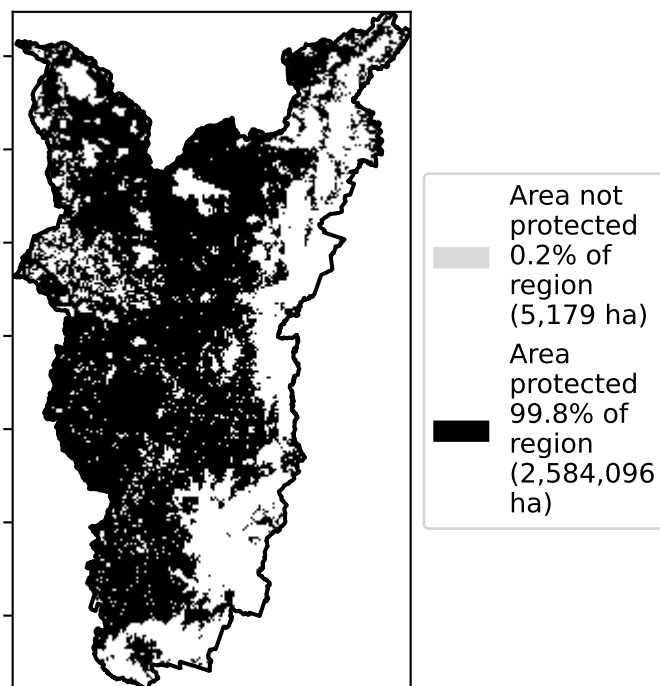 Area not
protected
0.2% of
region
(5,179 ha)
Area
protected
99.8% of
region
(2,584,096
ha)